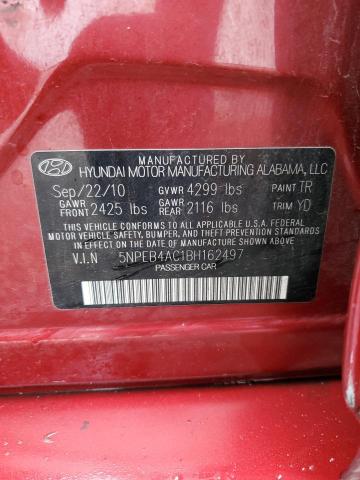 MANUFACTURED BY
HYUNDAI MOTOR MANUFACTURING ALABAMA, LLC
Sep/22/10 GVWR 4299 lbs PAINT TR
GAWR FRONT 2425 lbs GAWR REAR 2116 lbs TRIM YD
THIS VEHICLE CONFORMS TO ALL APPLICABLE U.S.A FEDERAL
MOTOR VEHICLE SAFETY, BUMPER, AND THEFT
PREVENTION STANDARDS IN EFFECT ON THE DATE OF
MANUFACTURE SHOWN ABOVE.
V.I.N 5NPEB4AC1BH162497
PASSENGER CAR